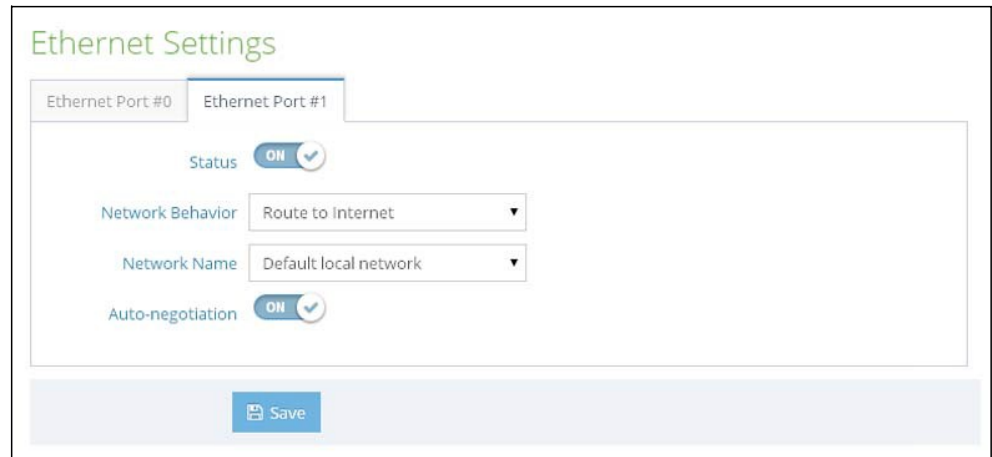 Ethernet Settings
Ethernet Port #0 Ethernet Port #1
Status ON
Network Behavior Route to Internet
Network Name Default local network
Auto-negotiation ON
Save